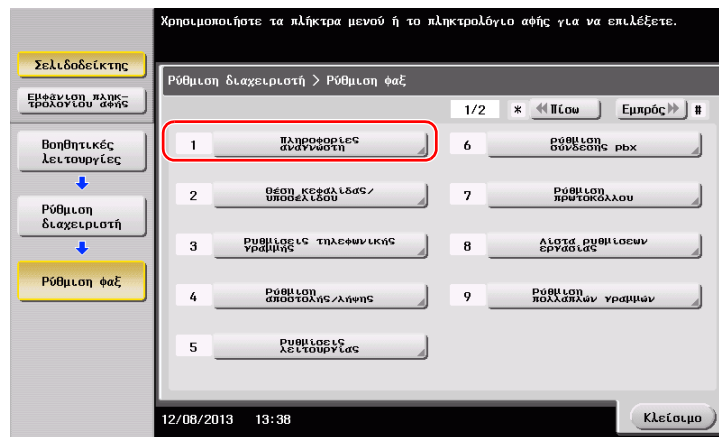 Χρησιμοποιήστε τα πλήκτρα μενού ή το πληκτρολόγιο αφής για να επιλέξετε.
Σελιδοδείκτης
Εμφάνιση πληκ-
τρολογίου αφής
Βοηθητικές
λειτουργίες
Ρύθμιση
διαχειριστή
Ρύθμιση φαξ
Ρύθμιση διαχειριστή > Ρύθμιση φαξ
1/2 * Πίσω Εμπρός #
1 Πληροφορίες
αναγνώστη
2 Θέση κεφαλίδας/
υποσέλιδου
3 Ρυθμίσεις τηλεφωνικής
γραμμής
4 Ρύθμιση
αποστολής/λήψης
5 Ρυθμίσεις
λειτουργίας
6 Ρύθμιση
σύνδεσης pbx
7 Ρύθμιση
πρωτοκόλλου
8 Λίστα ρυθμίσεων
εργασίας
9 Ρύθμιση
πολλαπλών γραμμών
12/08/2013 13:38
Κλείσιμο